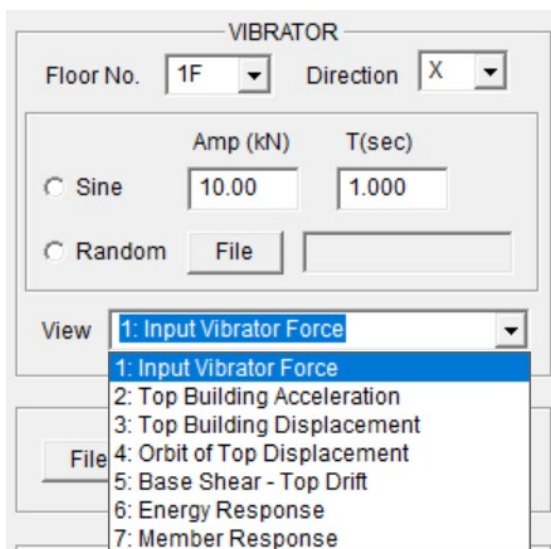 VIBRATOR
Floor No. 1F Direction X
Amp (kN) T(sec)
Sine 10.00 1.000
Random File
View 1: Input Vibrator Force
1: Input Vibrator Force
2: Top Building Acceleration
3: Top Building Displacement
File 4: Orbit of Top Displacement
5: Base Shear - Top Drift
6: Energy Response
7: Member Response